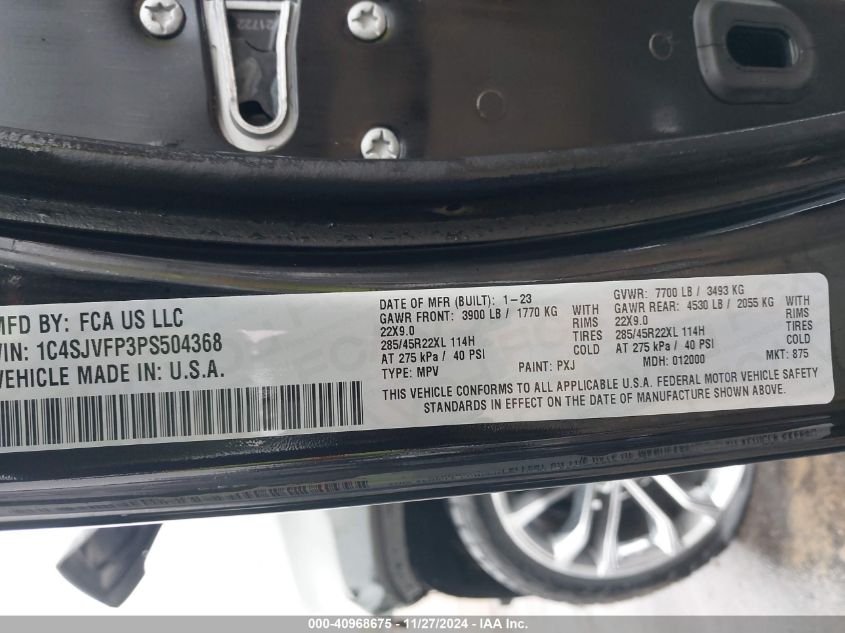 21722
MFD BY: FCA US LLC
VIN: 1C4SJVFP3PS504368
VEHICLE MADE IN: U.S.A.
DATE OF MFR (BUILT): 1-23
GAWR FRONT: 3900 LB / 1770 KG WITH
22X9.0 RIMS
285/45R22XL 114H TIRES
AT 275 kPa / 40 PSI COLD
TYPE: MPV PAINT: PXJ
GVWR: 7700 LB / 3493 KG
GAWR REAR: 4530 LB / 2055 KG WITH
22X9.0 RIMS
285/45R22XL 114H TIRES
AT 275 kPa / 40 PSI COLD
MDH: 012000 MKT: 875
THIS VEHICLE CONFORMS TO ALL APPLICABLE U.S.A. FEDERAL MOTOR VEHICLE SAFETY
STANDARDS IN EFFECT ON THE DATE OF MANUFACTURE SHOWN ABOVE.
000-40968675 - 11/27/2024 - IAA, Inc.